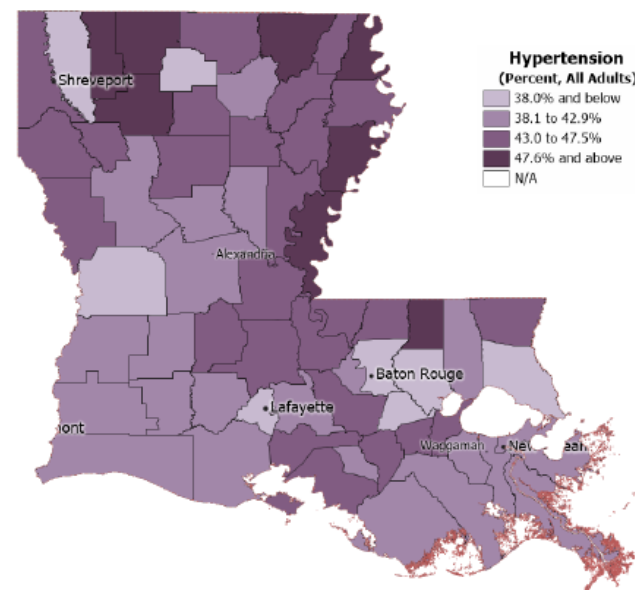 Hypertension
(Percent, All Adults)
38.0% and below
38.1 to 42.9%
43.0 to 47.5%
47.6% and above
N/A
Shreveport
Alexandria
Baton Rouge
Lafayette
ont